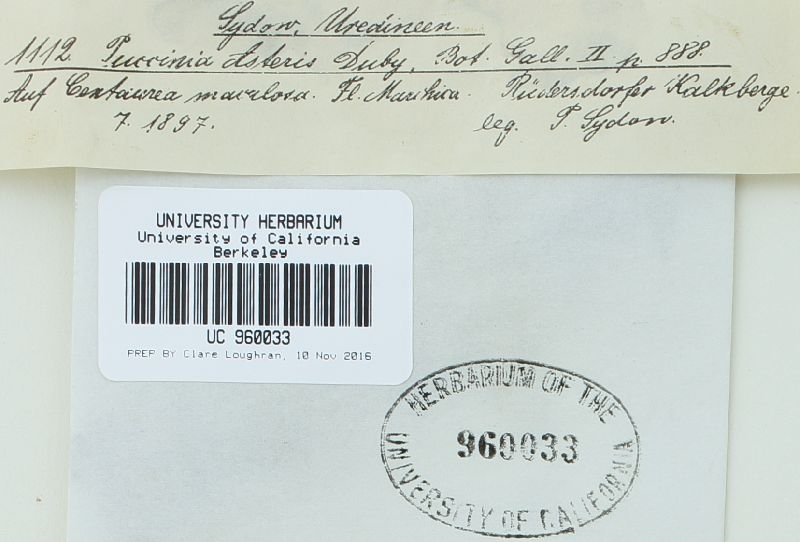 Sydow, Uredineen.
1112. Puccinia Asteris Duby, Bot. Gall. II p. 888.
Auf Centaurea maculosa. Fl. Marchica. Rüdersdorfer Kalkberge.
7. 1897. leg. P. Sydow.
UNIVERSITY HERBARIUM
University of California
Berkeley
UC 960033
PREP BY Clare Loughran, 10 Nov 2016
HERBARIUM OF THE
960033
UNIVERSITY OF CALIFORNIA